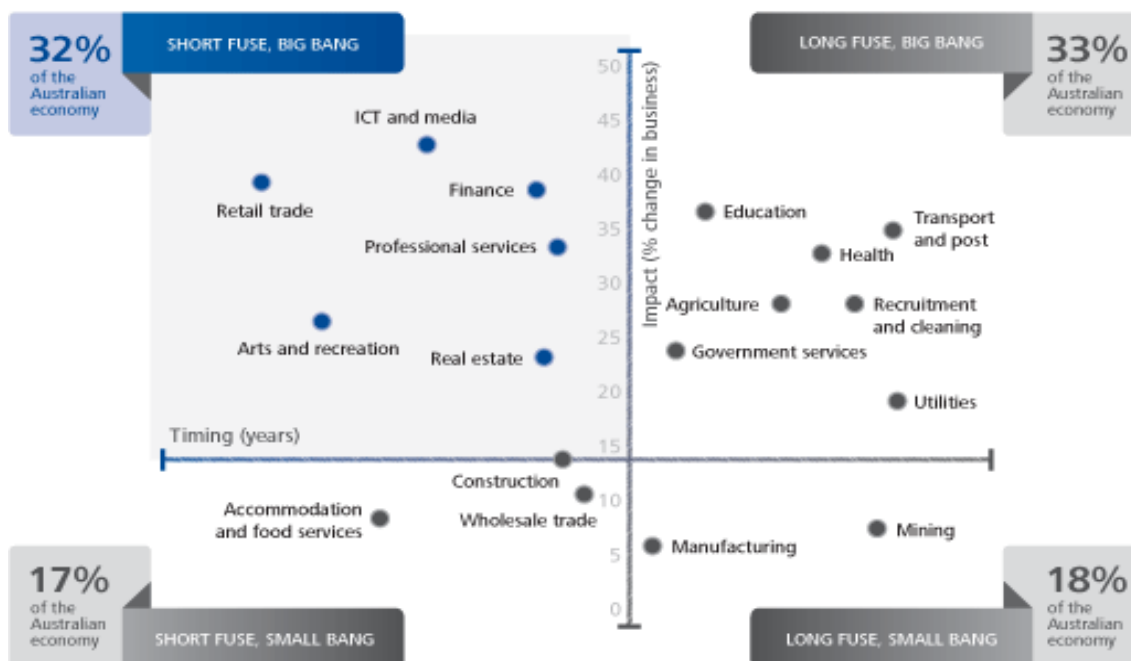 32%
of the
Australian
economy
SHORT FUSE, BIG BANG
LONG FUSE, BIG BANG
33%
of the
Australian
economy
Impact (% change in business)
50
45
40
35
30
25
20
15
10
5
0
ICT and media
Retail trade
Finance
Professional services
Arts and recreation
Real estate
Education
Transport
and post
Health
Agriculture
Recruitment
and cleaning
Government services
Utilities
Timing (years)
Construction
Wholesale trade
Accommodation
and food services
Manufacturing
Mining
17%
of the
Australian
economy
SHORT FUSE, SMALL BANG
LONG FUSE, SMALL BANG
18%
of the
Australian
economy